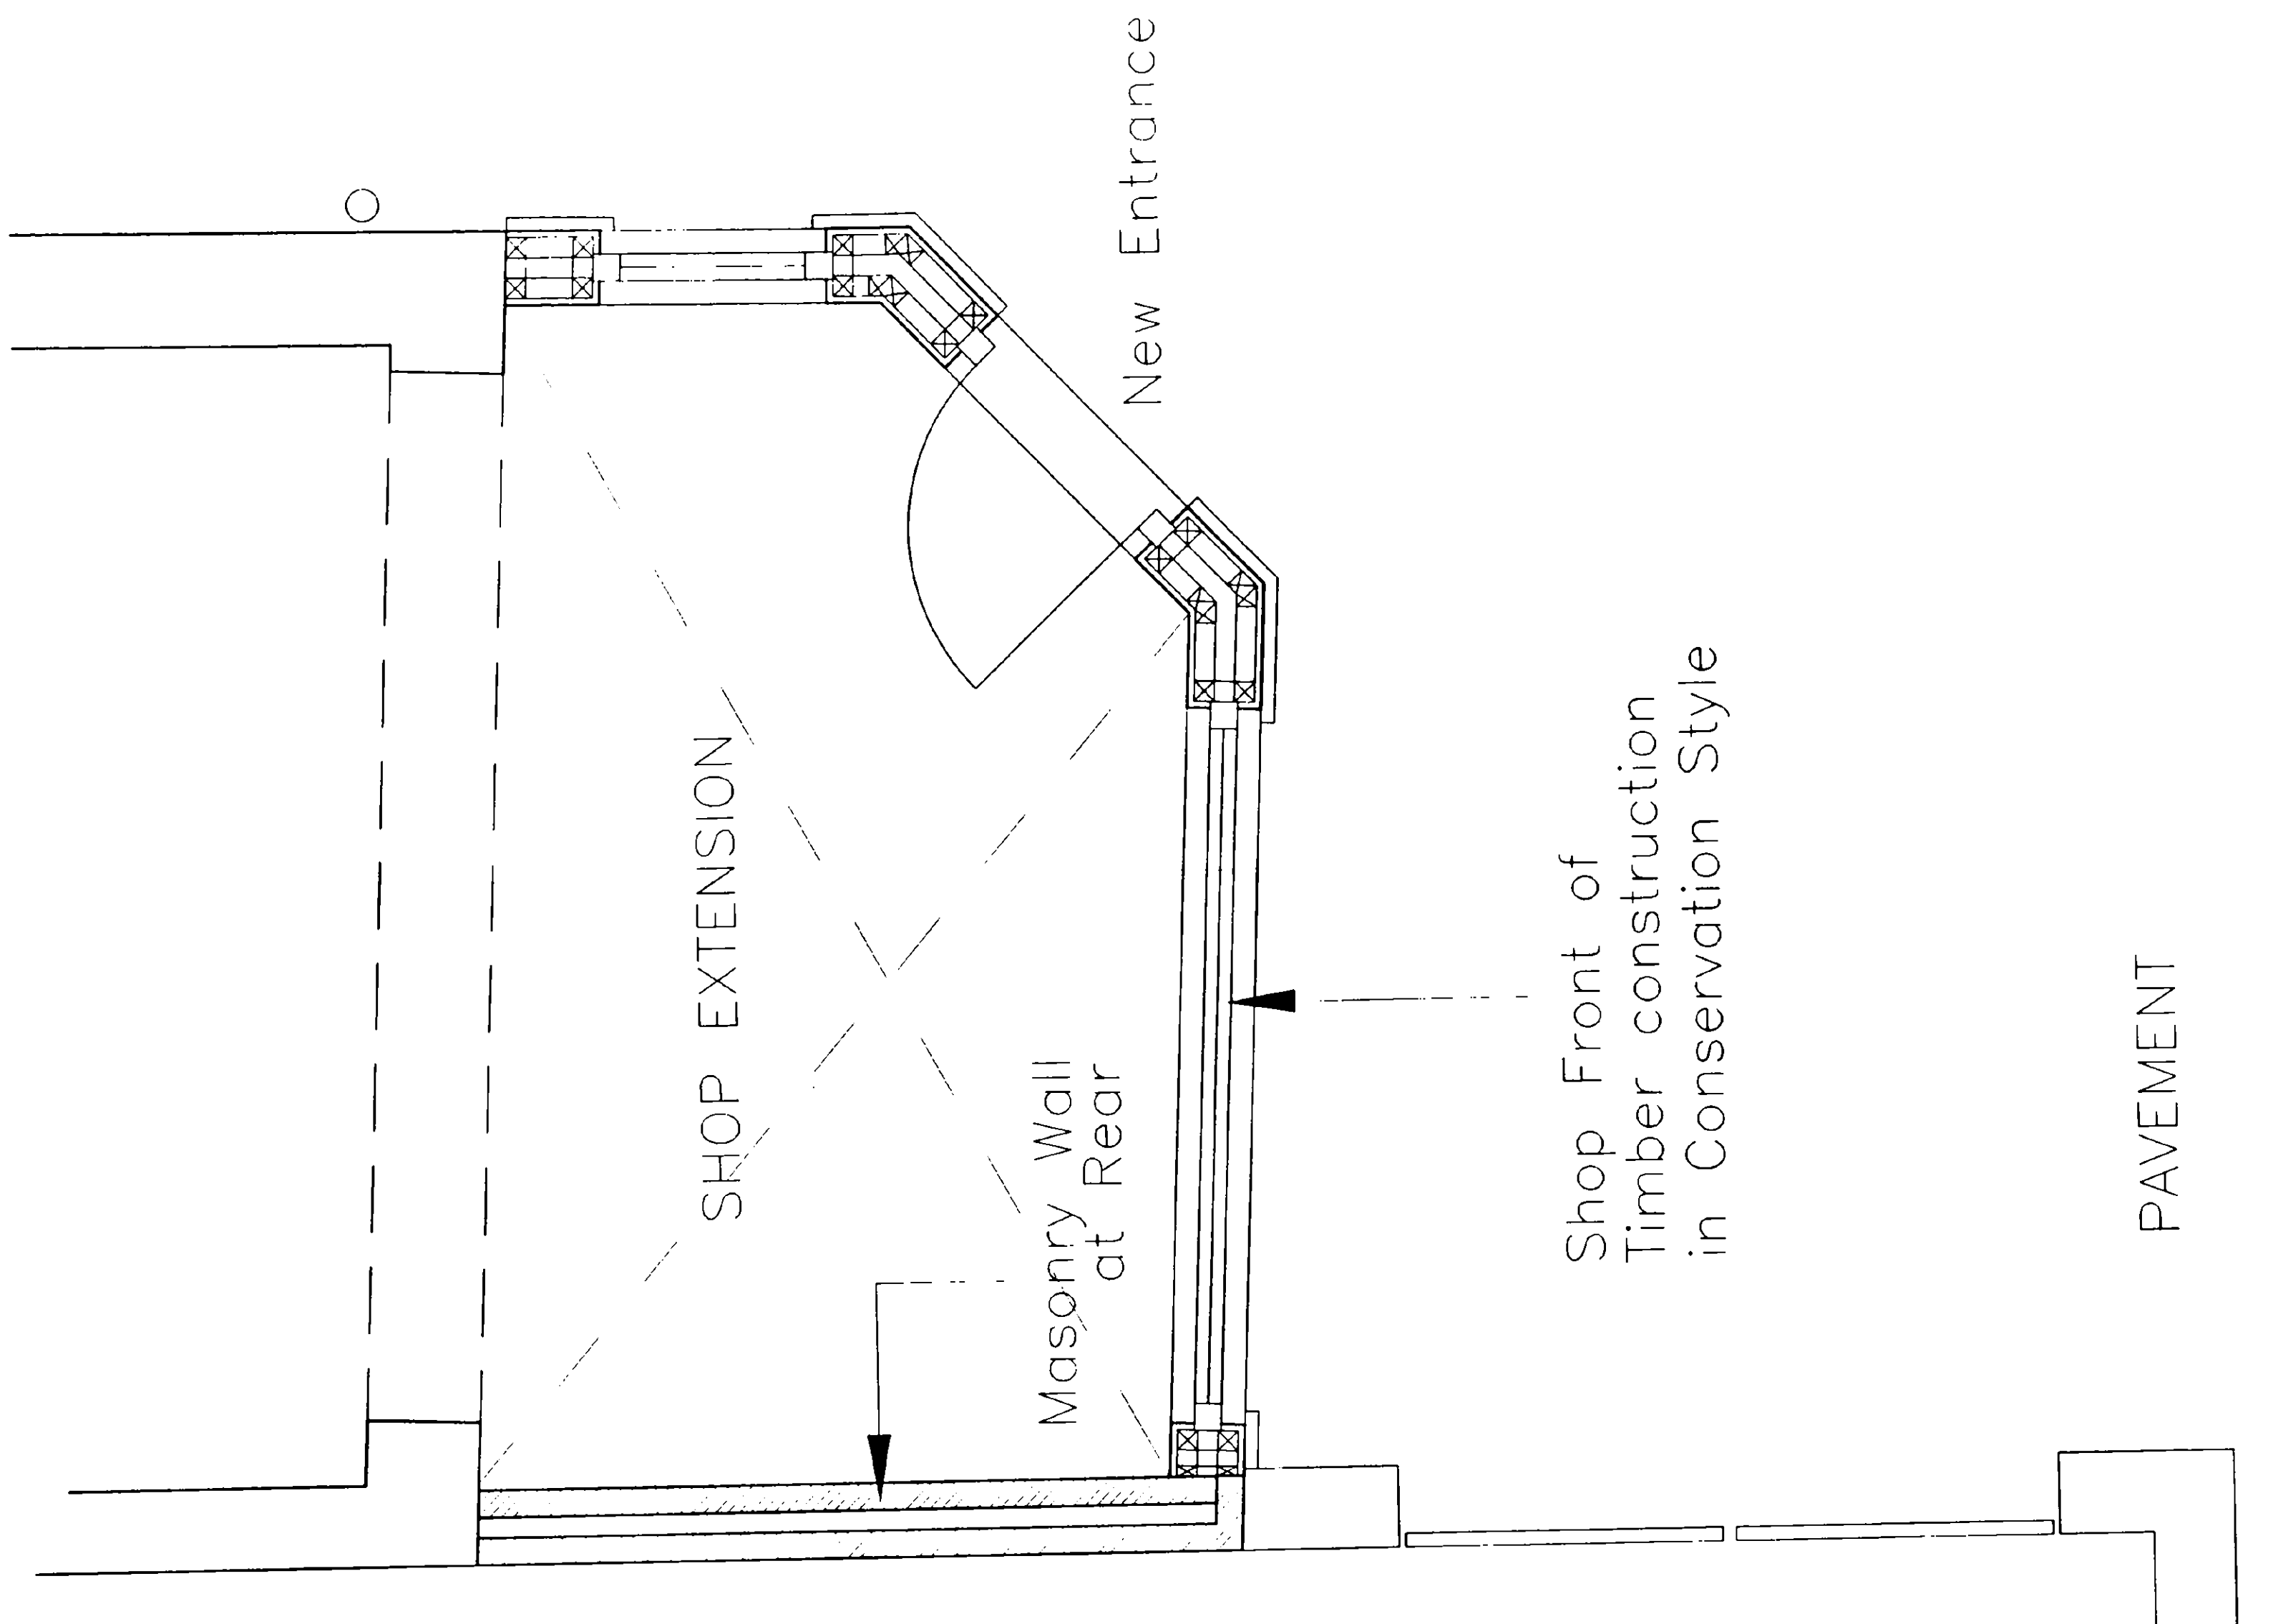 New Entrance
SHOP EXTENSION
Masonry Wall
at Rear
Shop Front of
Timber construction
in Conservation Style
PAVEMENT